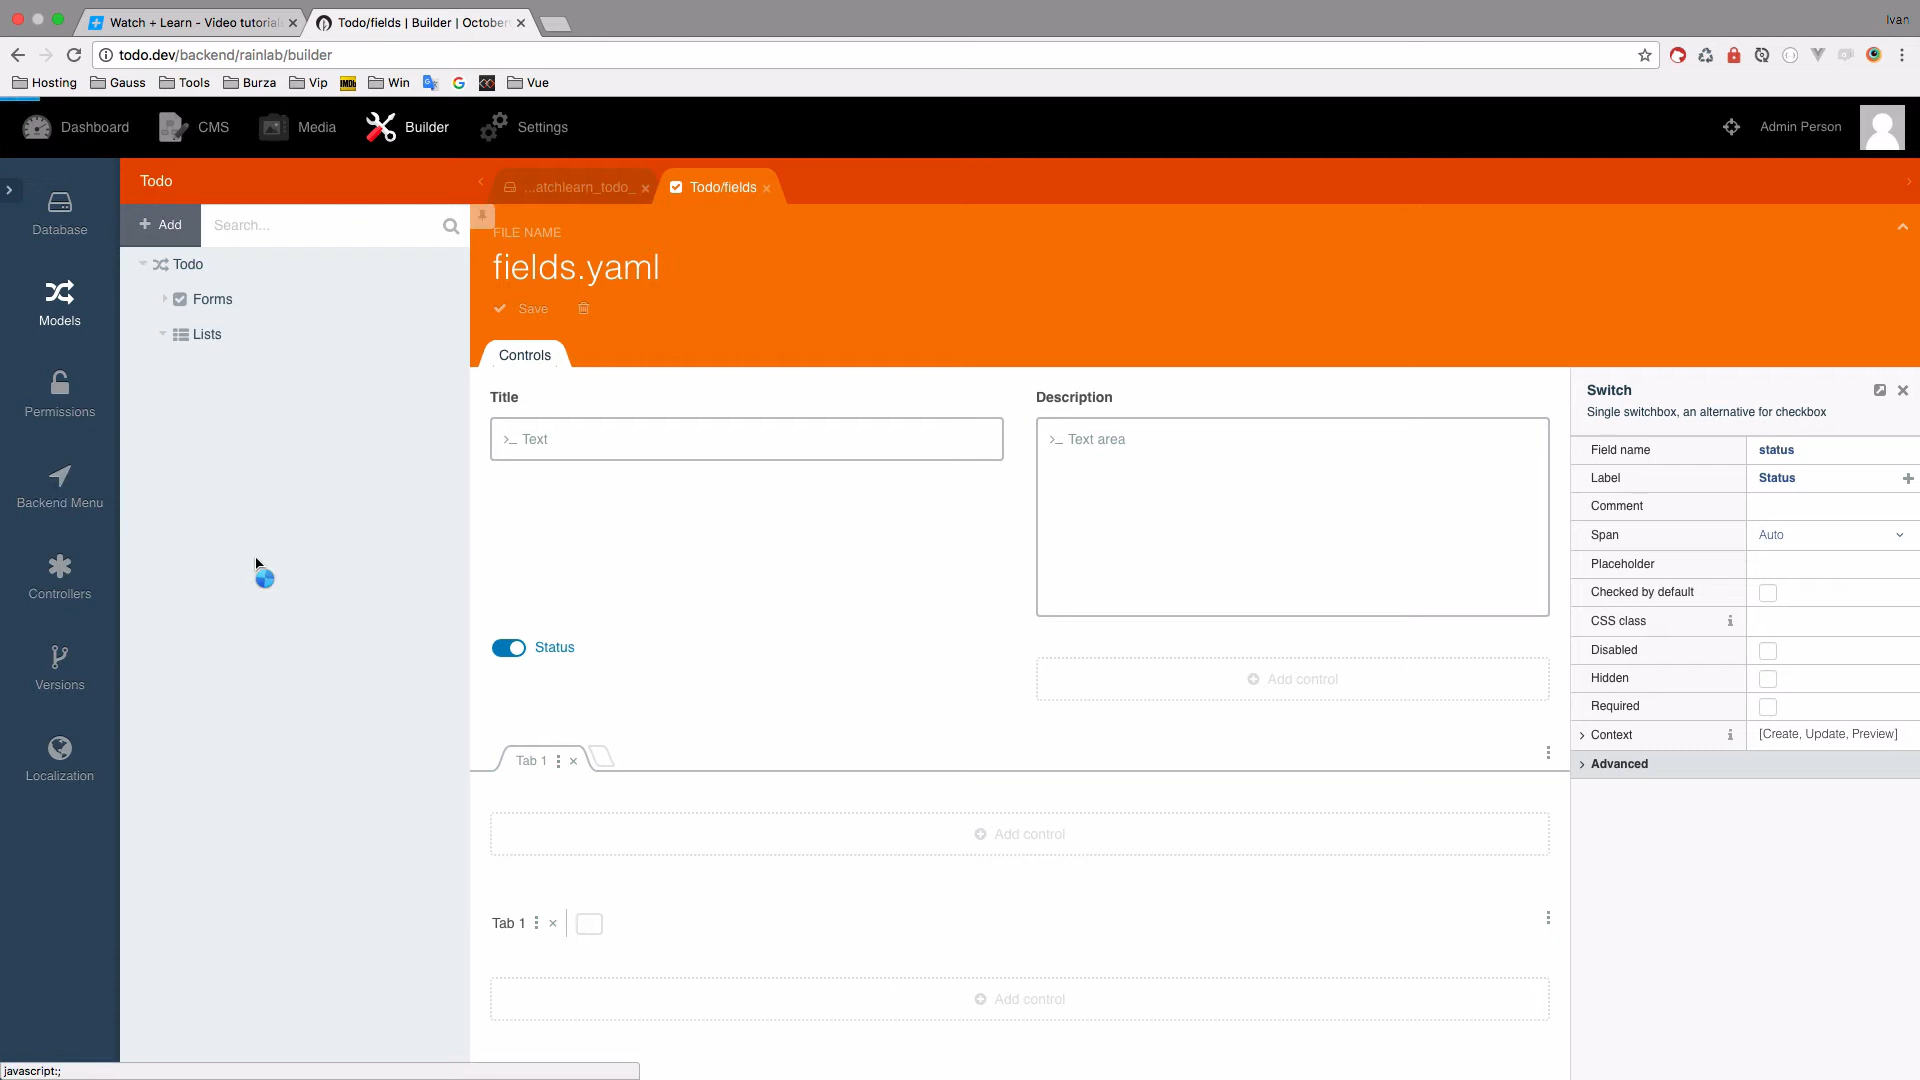 Ivan
Watch + Learn - Video tutorials
Todo/fields | Builder | October
todo.dev/backend/rainlab/builder
Hosting
Gauss
Tools
Burza
Vip
IMDb
Win
Vue
Dashboard
CMS
Media
Builder
Settings
Admin Person
Todo
...atchlearn_todo_
Todo/fields
Add
Search...
Database
Models
Permissions
Backend Menu
Controllers
Versions
Localization
Todo
Forms
Lists
FILE NAME
fields.yaml
Save
Controls
Title
>_ Text
Description
>_ Text area
Status
Add control
Tab 1
Add control
Tab 1
Add control
Switch
Single switchbox, an alternative for checkbox
Field name
status
Label
Status
Comment
Span
Auto
Placeholder
Checked by default
CSS class
Disabled
Hidden
Required
Context
[Create, Update, Preview]
Advanced
javascript:;